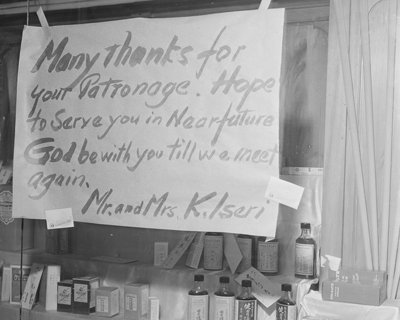 Many thanks for
your Patronage. Hope
to Serve you in Near future
God be with you till we meet
again.
Mr. and Mrs. K. Iseri